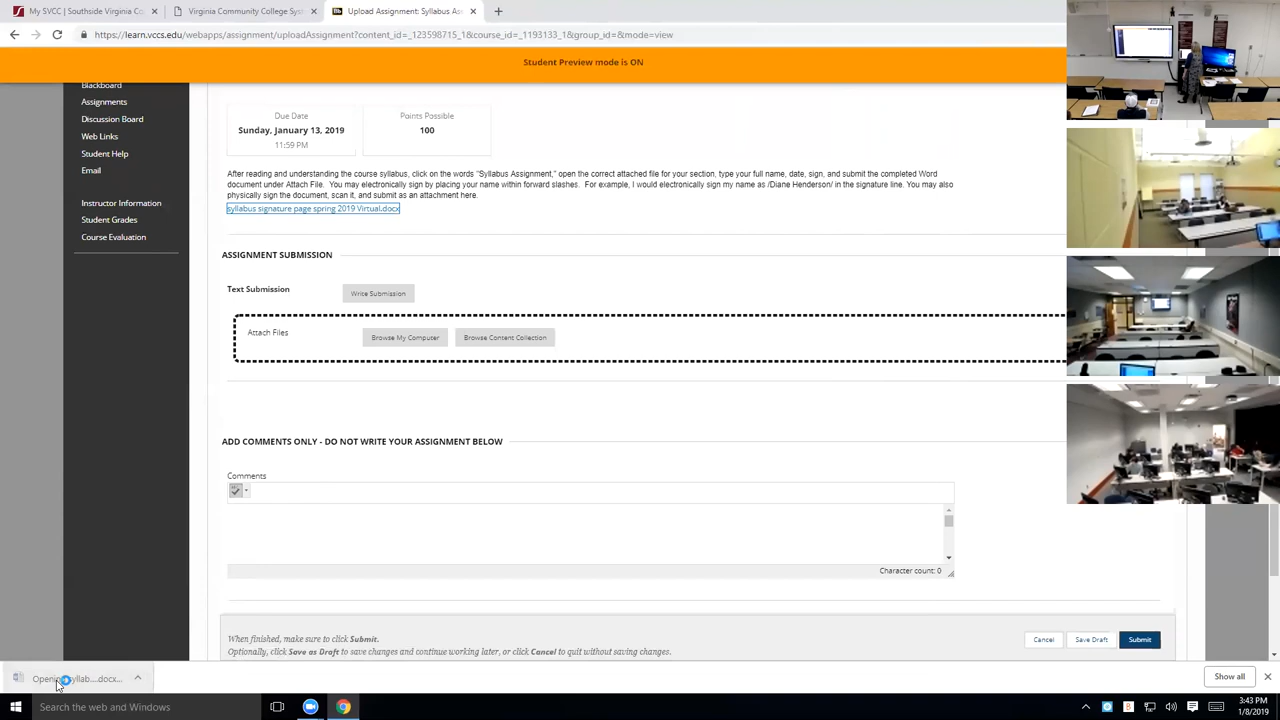 My SVCC | Southside Virginia Co
Virginia Community College Syste
Upload Assignment: Syllabus As
https://learn.vccs.edu/webapps/assignment/uploadAssignment?content_id=_123598715_1&course_id=_1193133_1&group_id=&mode=view
Student Preview mode is ON
Blackboard
Assignments
Discussion Board
Web Links
Student Help
Email
Instructor Information
Student Grades
Course Evaluation
Due Date
Sunday, January 13, 2019
11:59 PM
Points Possible
100
After reading and understanding the course syllabus, click on the words "Syllabus Assignment," open the correct attached file for your section, type your full name, date, sign, and submit the completed Word
document under Attach File. You may electronically sign by placing your name within forward slashes. For example, I would electronically sign my name as /Diane Henderson/ in the signature line. You may also
physically sign the document, scan it, and submit as an attachment here.
syllabus signature page spring 2019 Virtual.docx
ASSIGNMENT SUBMISSION
Text Submission
Write Submission
Attach Files
Browse My Computer
Browse Content Collection
ADD COMMENTS ONLY - DO NOT WRITE YOUR ASSIGNMENT BELOW
Comments
Character count: 0
When finished, make sure to click Submit.
Optionally, click Save as Draft to save changes and continue working later, or click Cancel to quit without saving changes.
Cancel
Save Draft
Submit
Opening syllab....docx...
Show all
Search the web and Windows
3:43 PM
1/8/2019